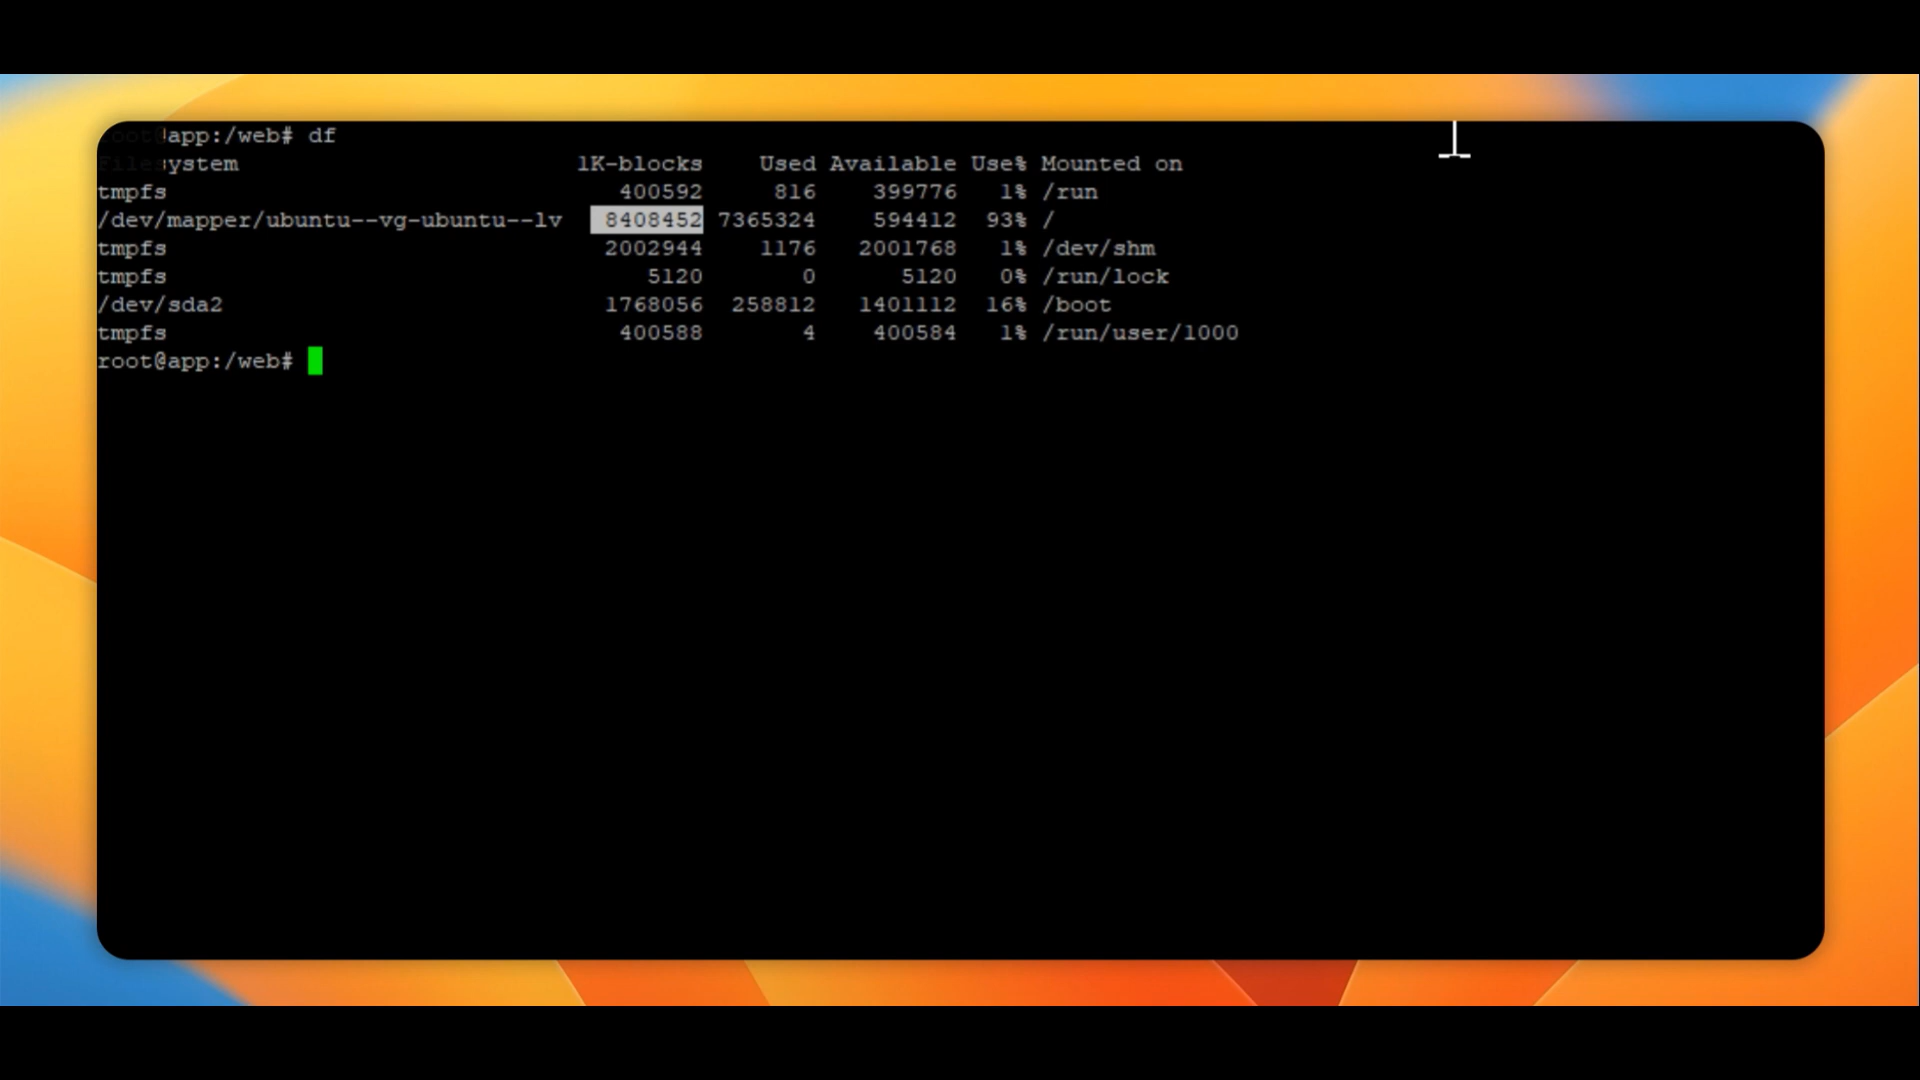 root@app:/web# df
Filesystem 1K-blocks Used Available Use% Mounted on
tmpfs 400592 816 399776 1% /run
/dev/mapper/ubuntu--vg-ubuntu--lv 8408452 7365324 594412 93% /
tmpfs 2002944 1176 2001768 1% /dev/shm
tmpfs 5120 0 5120 0% /run/lock
/dev/sda2 1768056 258812 1401112 16% /boot
tmpfs 400588 4 400584 1% /run/user/1000
root@app:/web#